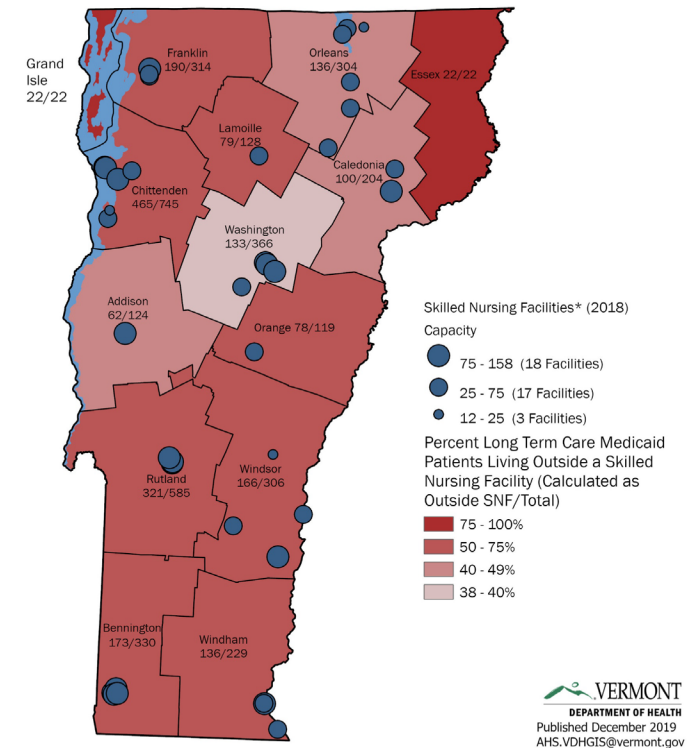 Grand
Isle
22/22
Franklin
190/314
Orleans
136/304
Essex 22/22
Lamoille
79/128
Caledonia
100/204
Chittenden
465/745
Washington
133/366
Addison
62/124
Orange 78/119
Rutland
321/585
Windsor
166/306
Bennington
173/330
Windham
136/229
Skilled Nursing Facilities* (2018)
Capacity
75 - 158 (18 Facilities)
25 - 75 (17 Facilities)
12 - 25 (3 Facilities)
Percent Long Term Care Medicaid
Patients Living Outside a Skilled
Nursing Facility (Calculated as
Outside SNF/Total)
75 - 100%
50 - 75%
40 - 49%
38 - 40%
VERMONT
DEPARTMENT OF HEALTH
Published December 2019
AHS.VDHGIS@vermont.gov